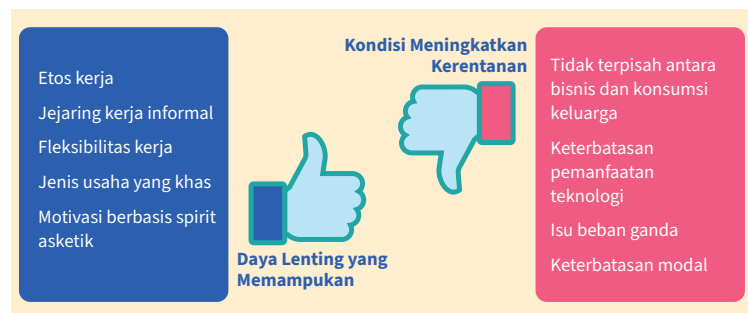 Etos kerja
Jejaring kerja informal
Fleksibilitas kerja
Jenis usaha yang khas
Motivasi berbasis spirit
asketik
Daya Lenting yang
Memampukan
Kondisi Meningkatkan
Kerentanan
Tidak terpisah antara
bisnis dan konsumsi
keluarga
Keterbatasan
pemanfaatan
teknologi
Isu beban ganda
Keterbatasan modal